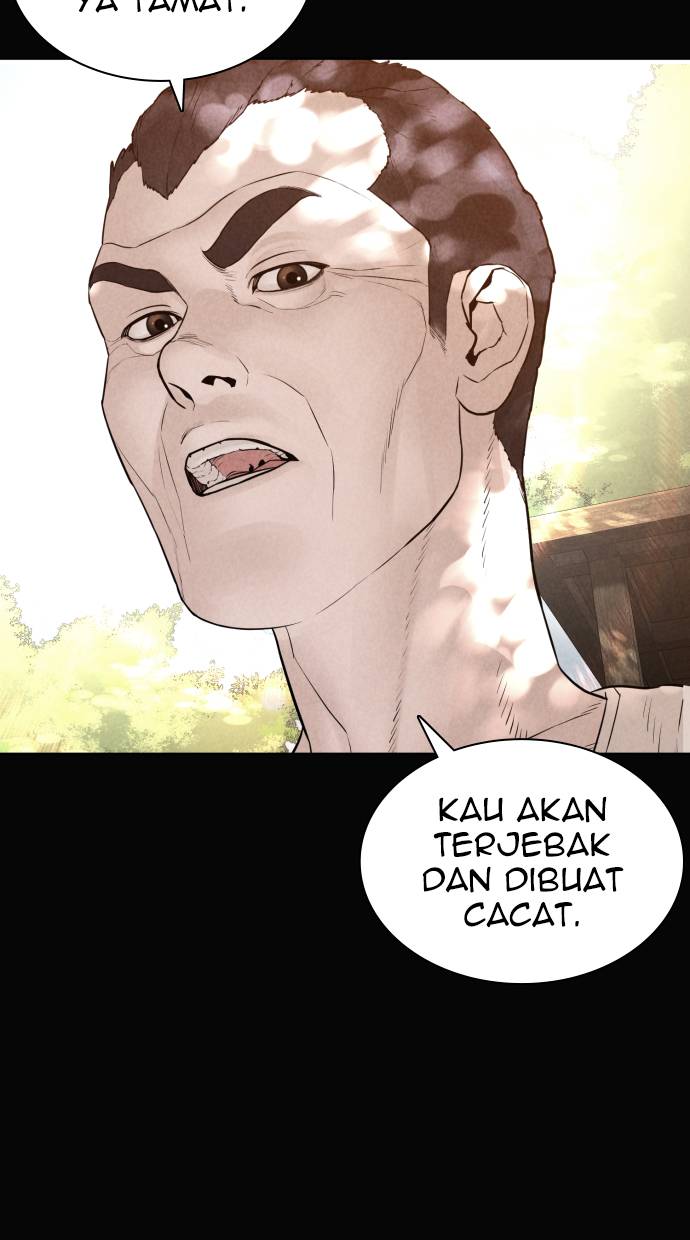 YA TAMAT.
KAU AKAN
TERJEBAK
DAN DIBUAT
CACAT.